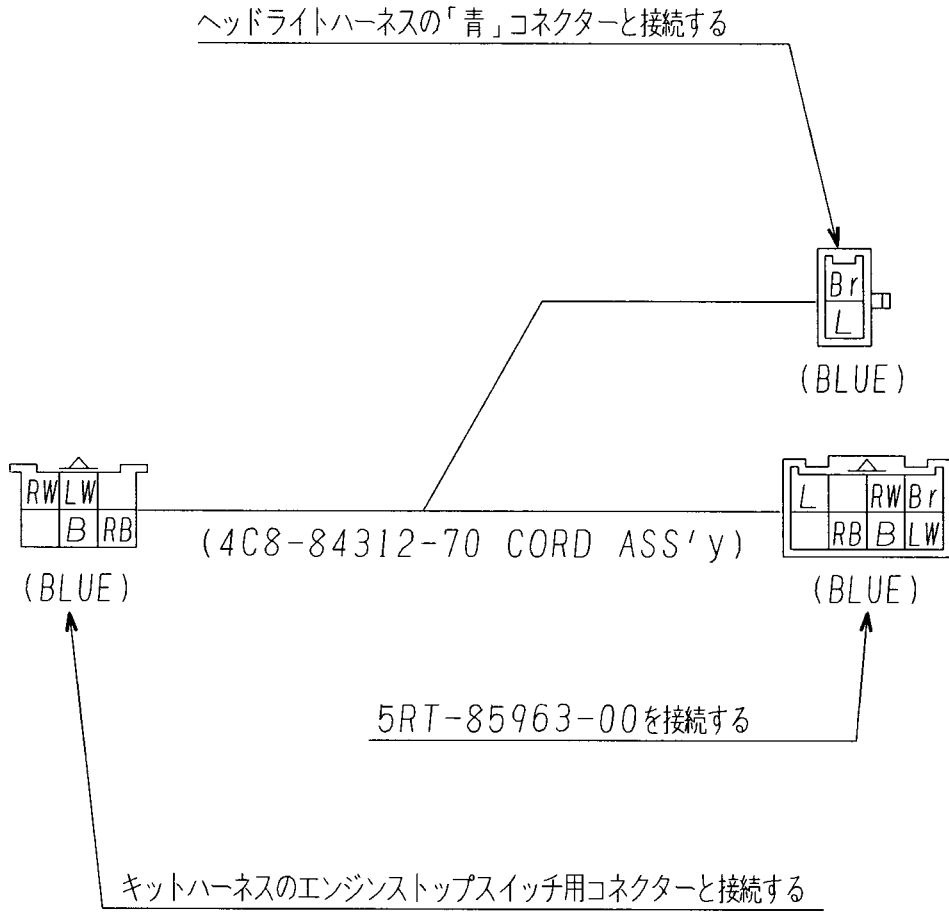 ヘッドライトハーネスの「青」コネクターと接続する
Br
L
(BLUE)
RW LW
B RB
(BLUE)
(4C8-84312-70 CORD ASS'y)
L RW Br
RB B LW
(BLUE)
5RT-85963-00を接続する
キットハーネスのエンジンストップスイッチ用コネクターと接続する